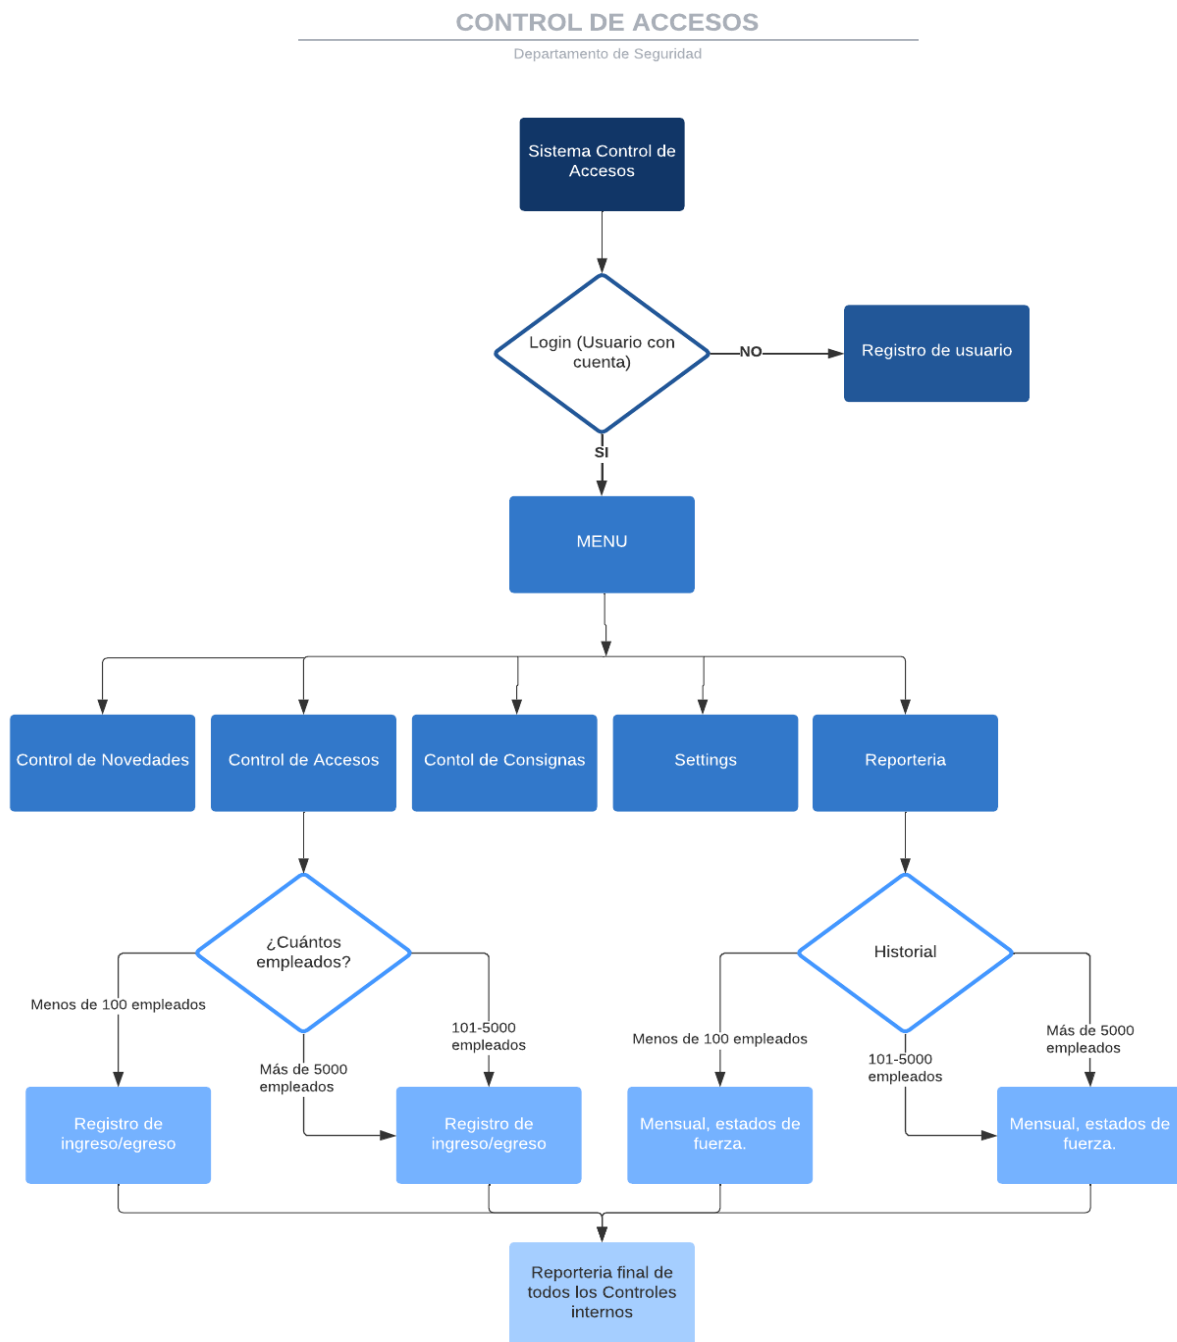 CONTROL DE ACCESOS
Departamento de Seguridad
Sistema Control de
Accesos
Login (Usuario con
cuenta)
NO
Registro de usuario
SI
MENU
Control de Novedades
Control de Accesos
Contol de Consignas
Settings
Reporteria
¿Cuántos
empleados?
Historial
Menos de 100 empleados
Más de 5000
empleados
101-5000
empleados
Menos de 100 empleados
101-5000
empleados
Más de 5000
empleados
Registro de
ingreso/egreso
Registro de
ingreso/egreso
Mensual, estados de
fuerza.
Mensual, estados de
fuerza.
Reporteria final de
todos los Controles
internos